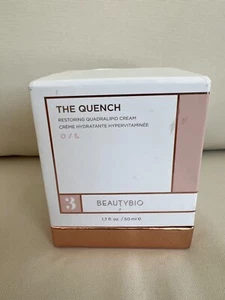 THE QUENCH
RESTORING QUADRALIPID CREAM
CRÈME HYDRATANTE HYPERVITAMINÉE
3
BEAUTYBIO
1.7 fl oz. / 50 ml ℮